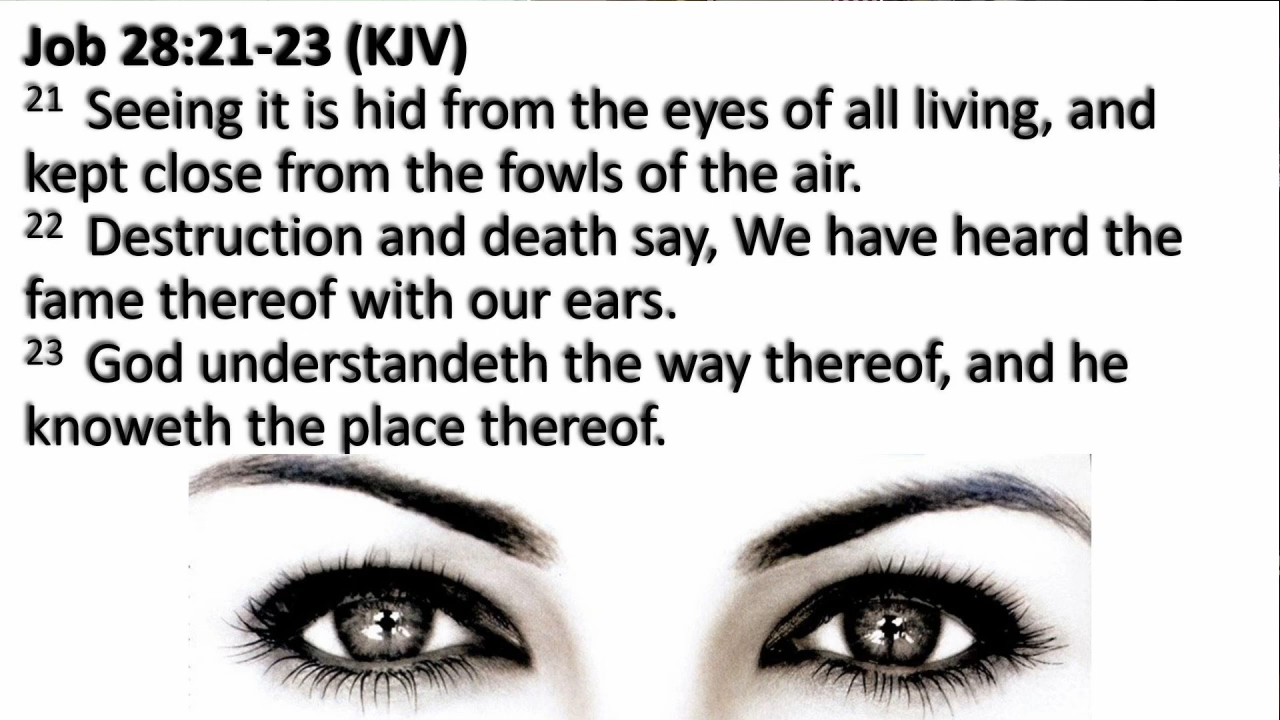 Job 28:21-23 (KJV)
21 Seeing it is hid from the eyes of all living, and
kept close from the fowls of the air.
22 Destruction and death say, We have heard the
fame thereof with our ears.
23 God understandeth the way thereof, and he
knoweth the place thereof.